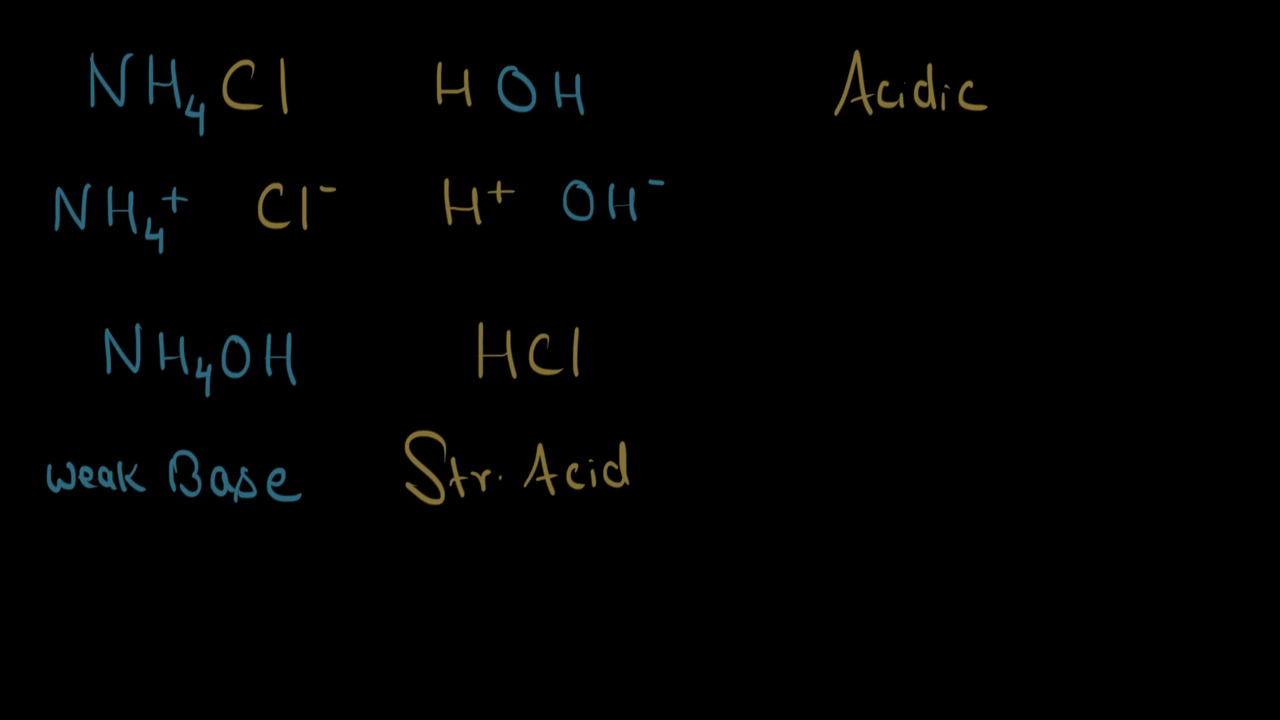 NH₄Cl HOH Acidic
NH₄⁺ Cl⁻ H⁺ OH⁻
NH₄OH HCl
weak Base Str. Acid